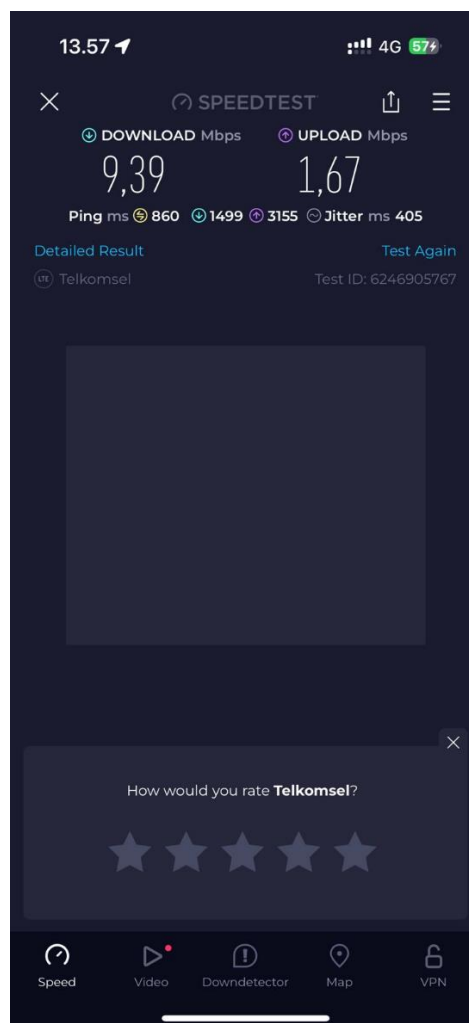 13.57 4G 57
SPEEDTEST
DOWNLOAD Mbps UPLOAD Mbps
9,39 1,67
Ping ms 860 1499 3155 Jitter ms 405
Detailed Result Test Again
LTE Telkomsel Test ID: 6246905767
How would you rate Telkomsel?
Speed Video Downdetector Map VPN